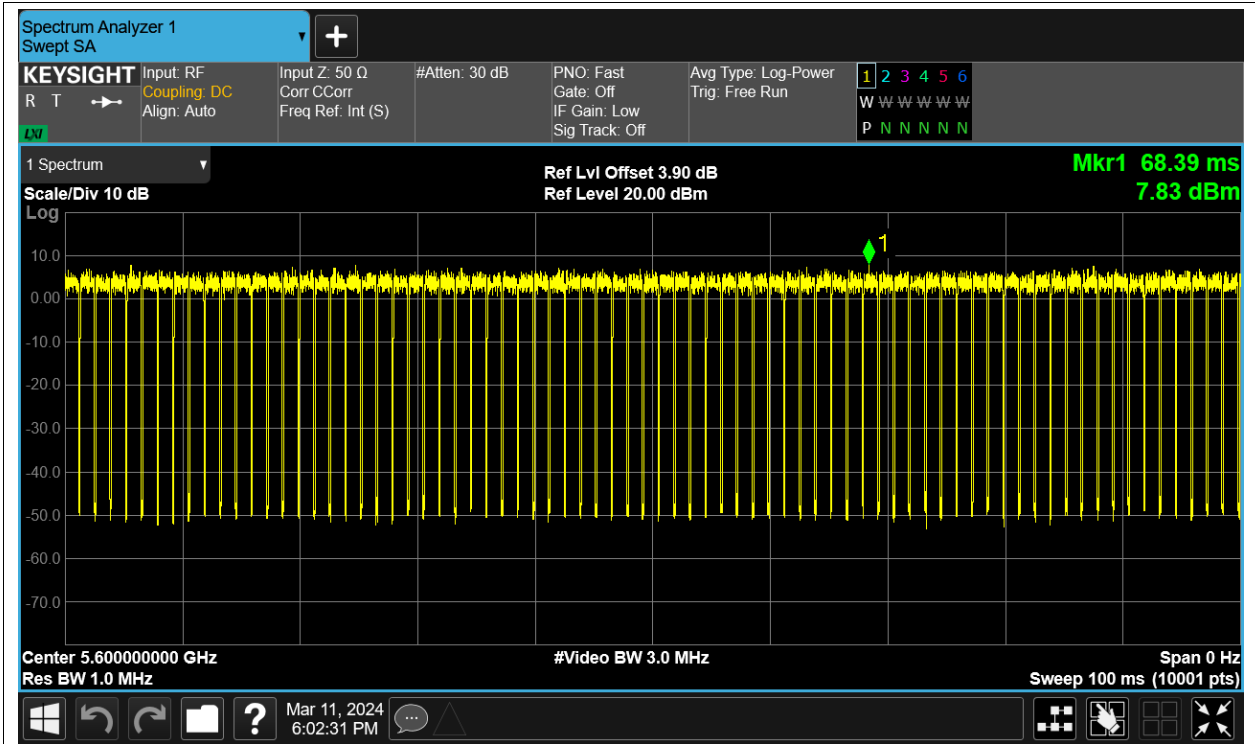 Spectrum Analyzer 1
Swept SA
KEYSIGHT
R T
LXI
Input: RF
Coupling: DC
Align: Auto
Input Z: 50 Ω
Corr CCorr
Freq Ref: Int (S)
#Atten: 30 dB
PNO: Fast
Gate: Off
IF Gain: Low
Sig Track: Off
Avg Type: Log-Power
Trig: Free Run
1 2 3 4 5 6
W W W W W W
P N N N N N
1 Spectrum
Scale/Div 10 dB
Log
Ref Lvl Offset 3.90 dB
Ref Level 20.00 dBm
Mkr1 68.39 ms
7.83 dBm
1
10.0
0.00
-10.0
-20.0
-30.0
-40.0
-50.0
-60.0
-70.0
Center 5.600000000 GHz
Res BW 1.0 MHz
#Video BW 3.0 MHz
Span 0 Hz
Sweep 100 ms (10001 pts)
?
Mar 11, 2024
6:02:31 PM